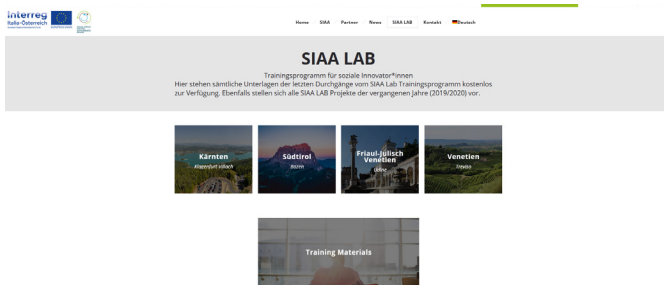 Interreg
Italia-Österreich
Home SIAA Partner News SIAA LAB Kontakt Deutsch
SIAA LAB
Trainingsprogramm für soziale Innovator*innen
Hier stehen sämtliche Unterlagen der letzten Durchgänge vom SIAA Lab Trainingsprogramm kostenlos
zur Verfügung. Ebenfalls stellen sich alle SIAA LAB Projekte der vergangenen Jahre (2019/2020) vor.
Kärnten
Klagenfurt Villach
Südtirol
Bozen
Friaul-Julisch
Venetien
Udine
Venetien
Treviso
Training Materials